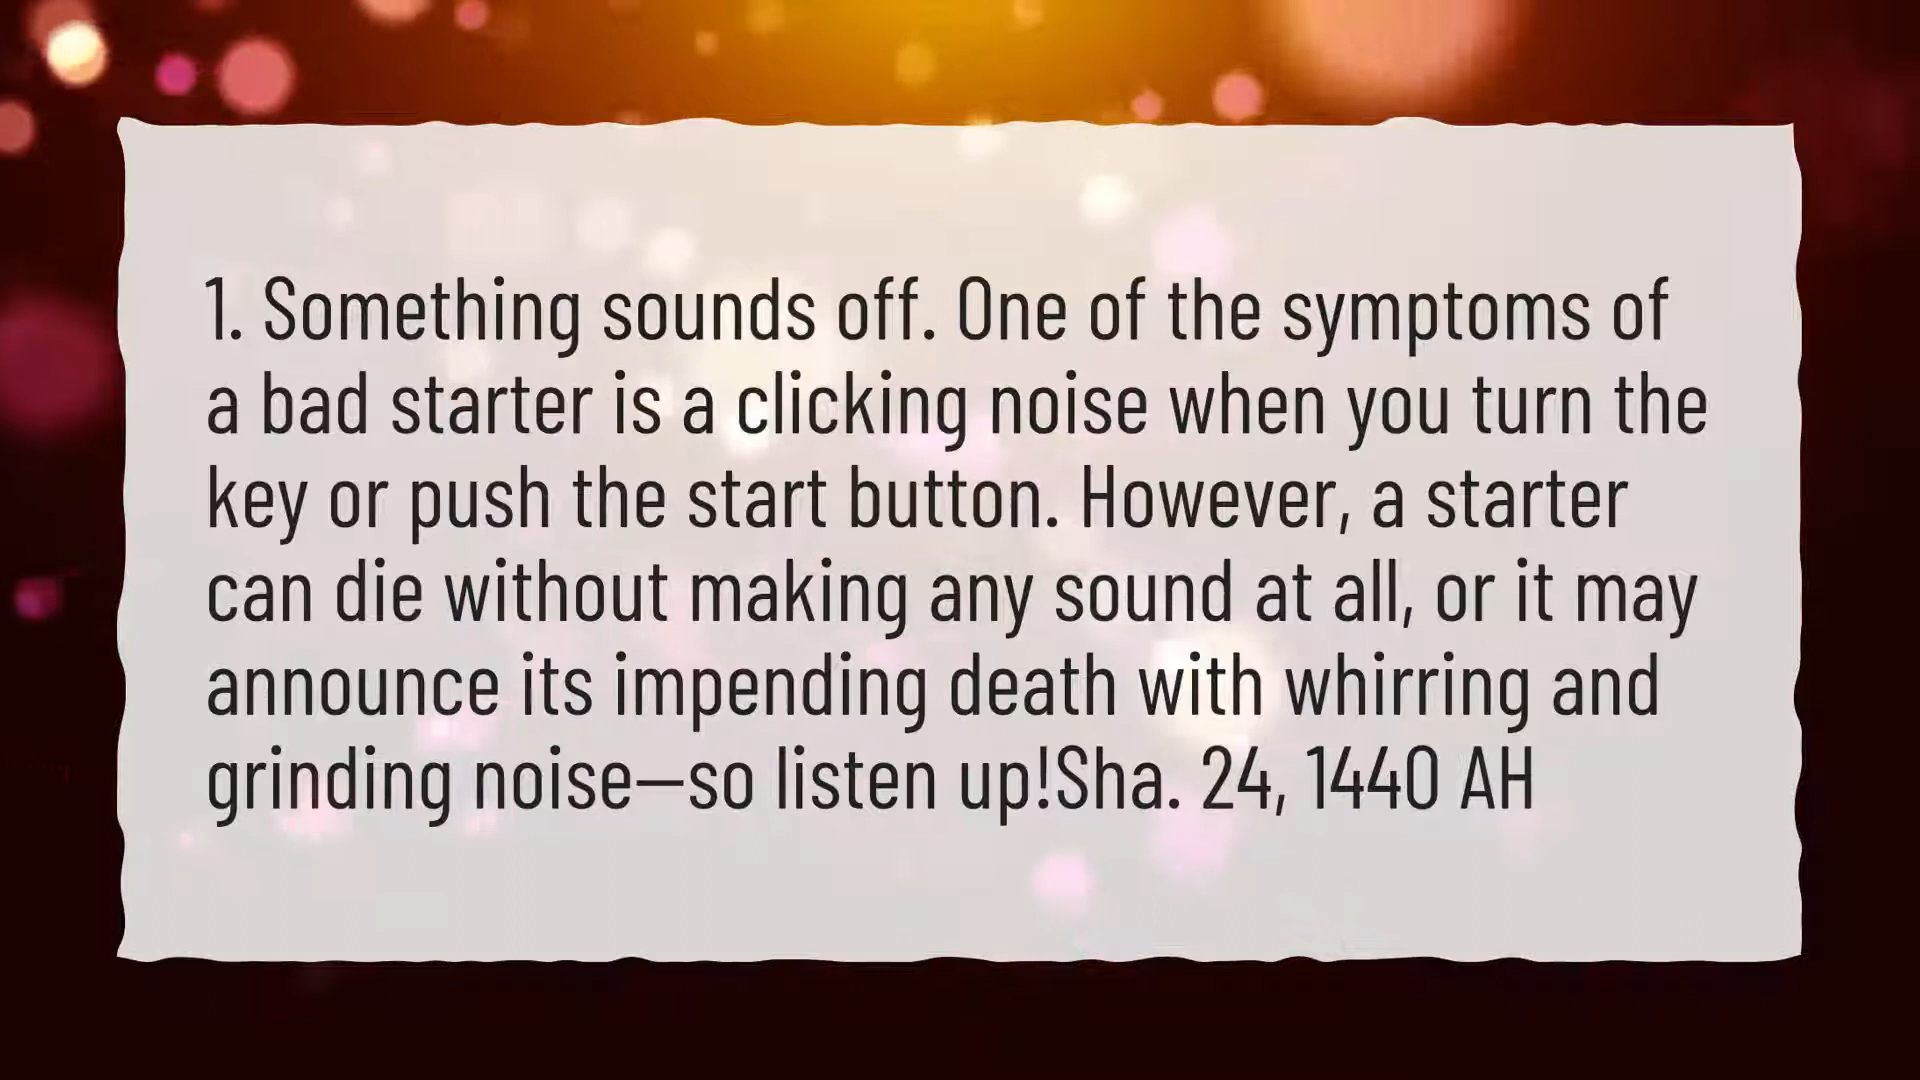 1. Something sounds off. One of the symptoms of
a bad starter is a clicking noise when you turn the
key or push the start button. However, a starter
can die without making any sound at all, or it may
announce its impending death with whirring and
grinding noise—so listen up!Sha. 24, 1440 AH